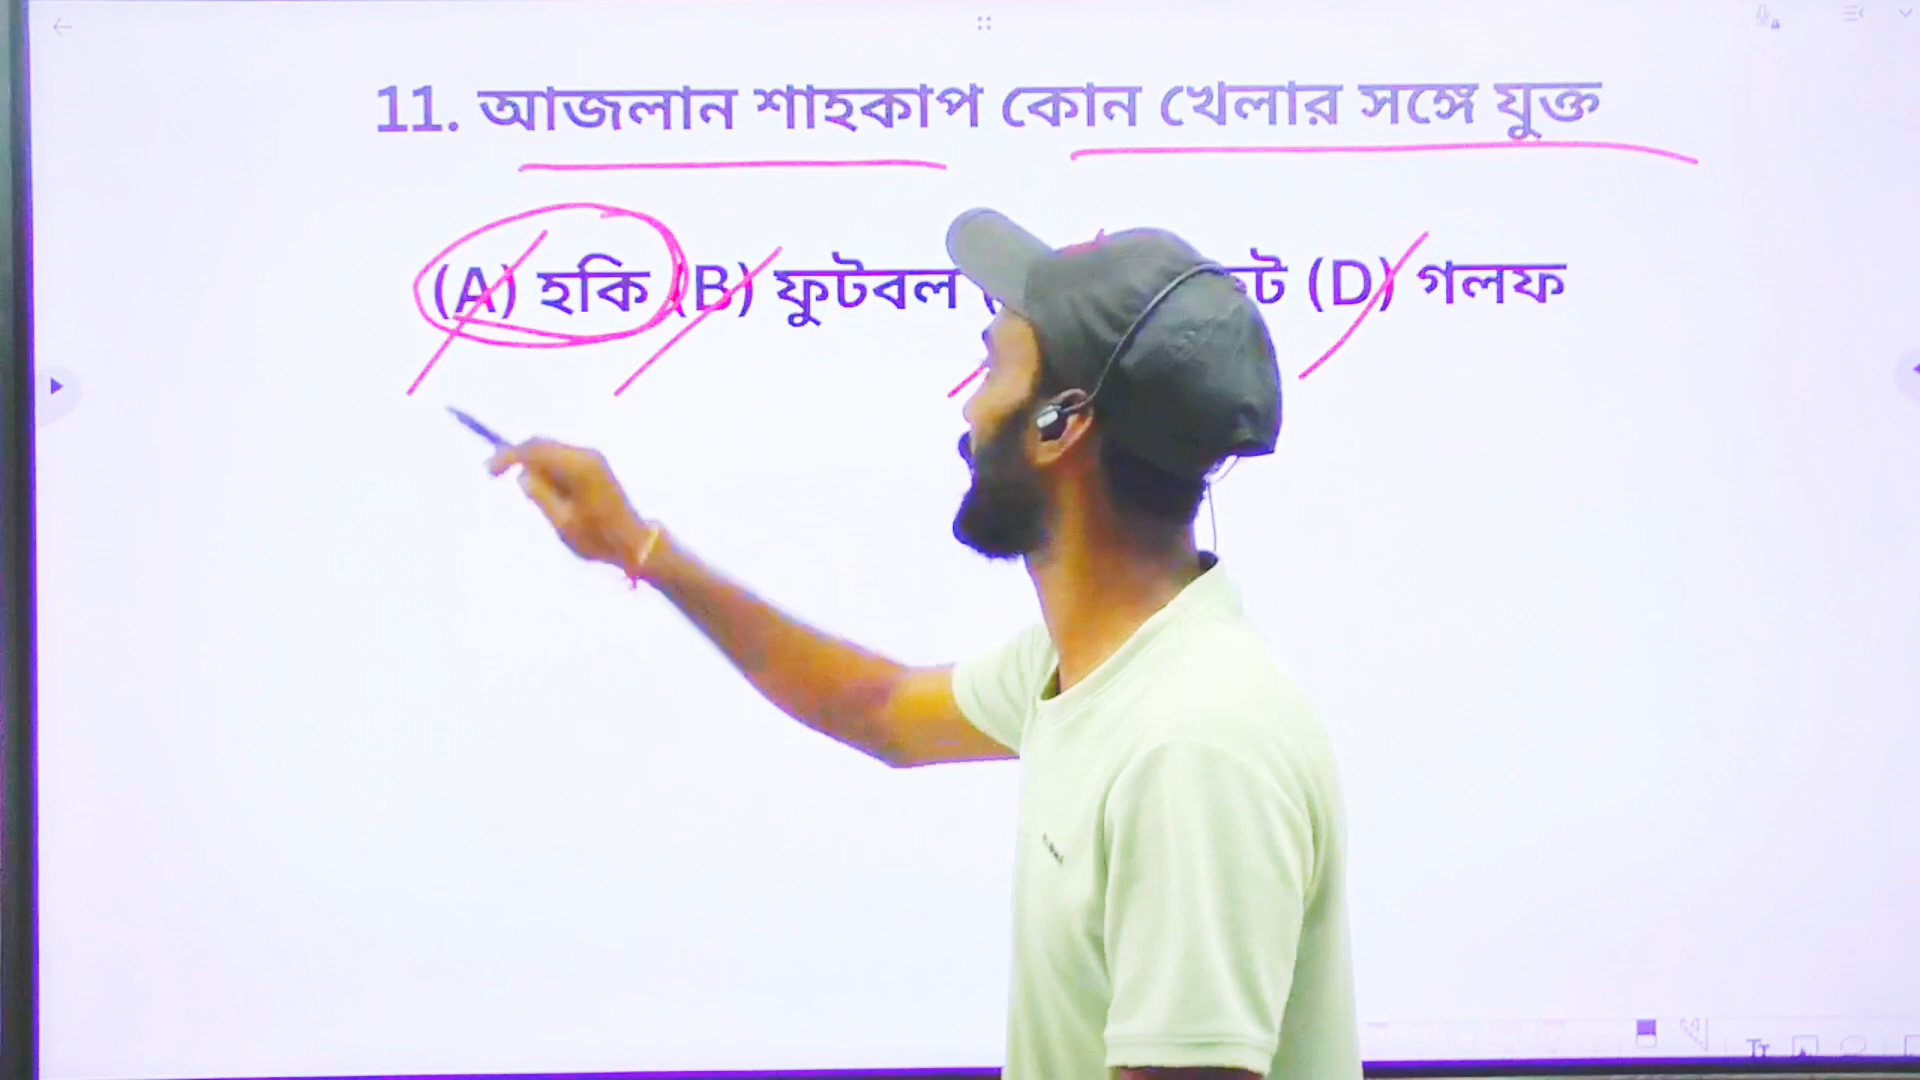 11. আজলান শাহকাপ কোন খেলার সঙ্গে যুক্ত
(A) হকি (B) ফুটবল (D) গলফ